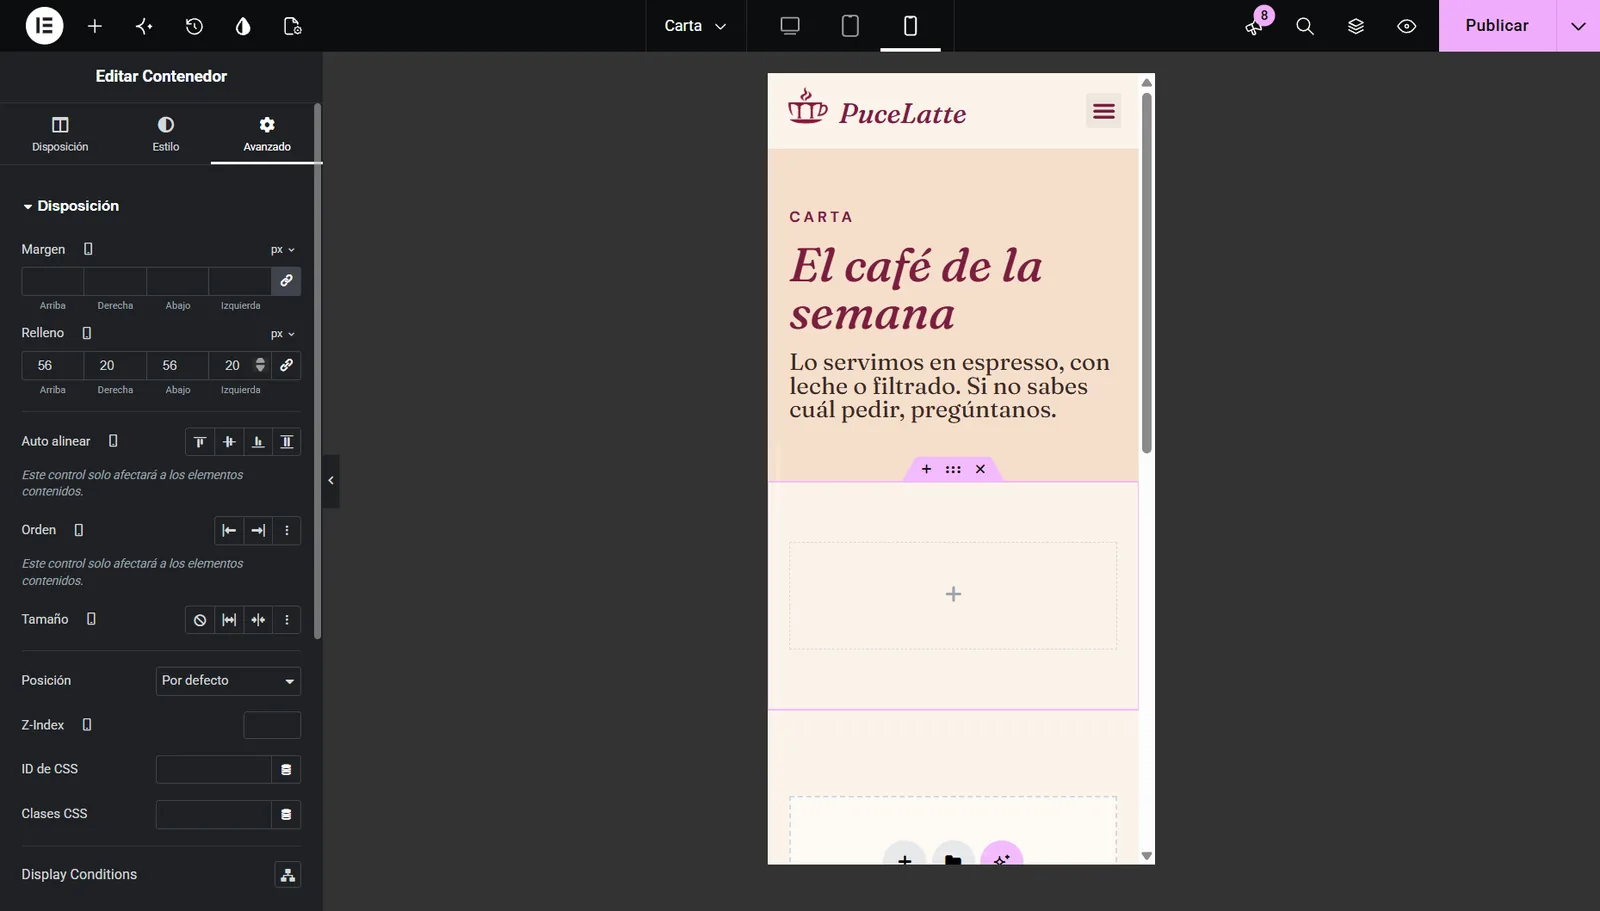 Carta
8
Publicar
Editar Contenedor
Disposición
Estilo
Avanzado
Disposición
Margen
px
Arriba
Derecha
Abajo
Izquierda
Relleno
px
56
20
56
20
Arriba
Derecha
Abajo
Izquierda
Auto alinear
Este control solo afectará a los elementos
contenidos.
Orden
Este control solo afectará a los elementos
contenidos.
Tamaño
Posición
Por defecto
Z-Index
ID de CSS
Clases CSS
Display Conditions
PuceLatte
CARTA
El café de la
semana
Lo servimos en espresso, con
leche o filtrado. Si no sabes
cuál pedir, pregúntanos.